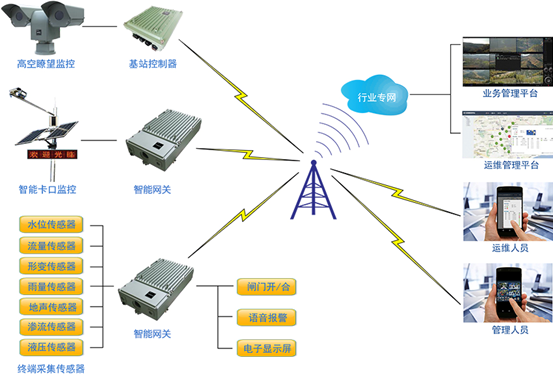 高空瞭望监控
基站控制器
行业专网
业务管理平台
智能卡口监控
智能网关
运维管理平台
水位传感器
流量传感器
形变传感器
雨量传感器
地声传感器
渗流传感器
液压传感器
终端采集传感器
智能网关
闸门开/合
语音报警
电子显示屏
运维人员
管理人员